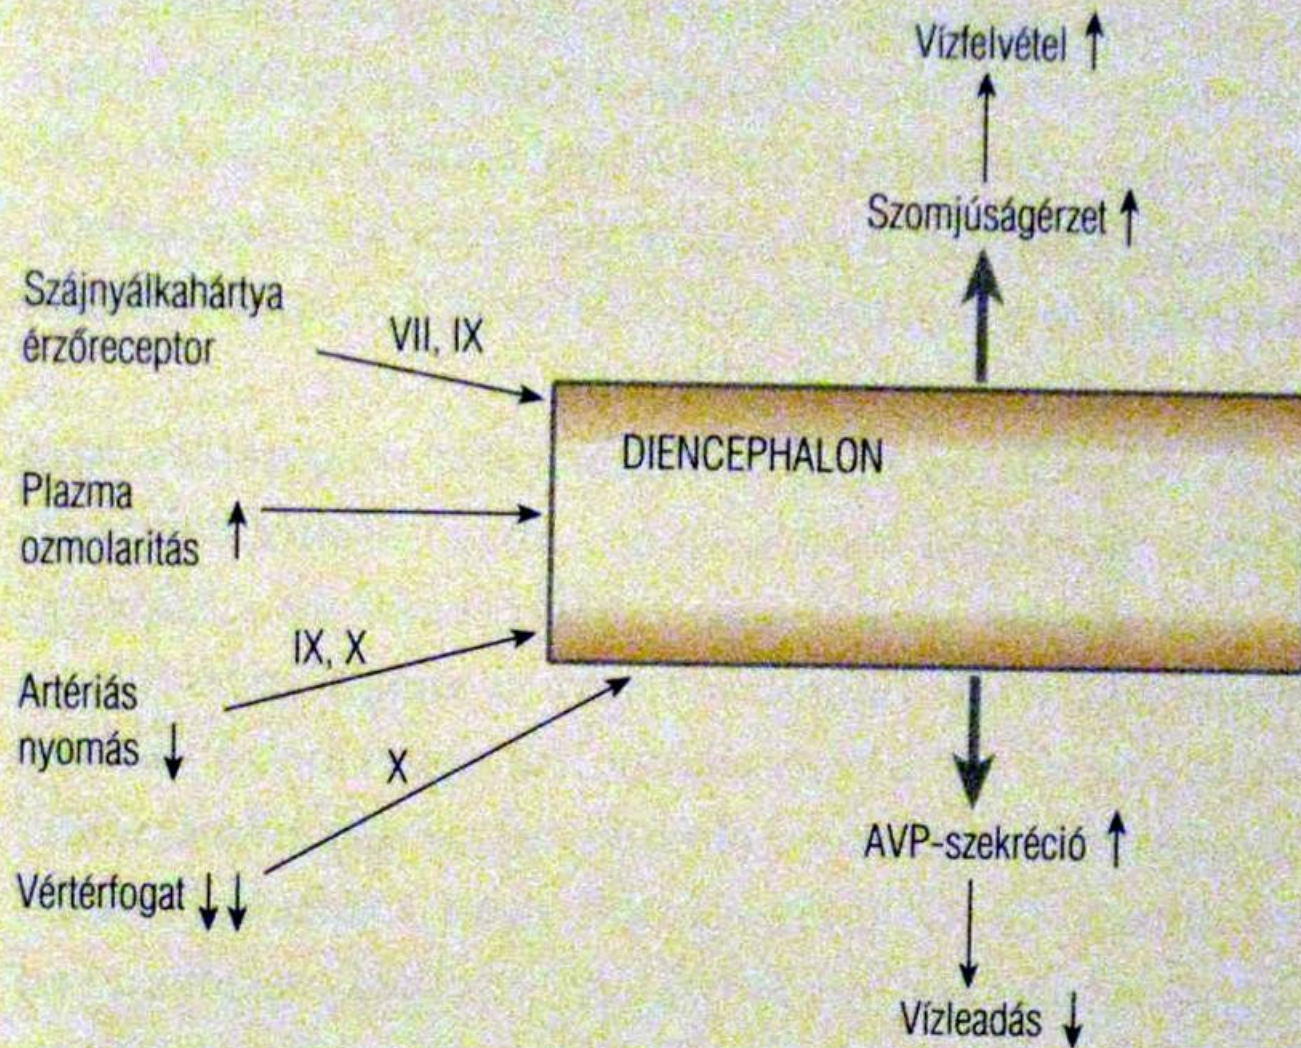 Vízfelvétel ↑
Szomjúságérzet ↑
Szájnyálkahártya
érzőreceptor
VII, IX
DIENCEPHALON
Plazma
ozmolaritás ↑
IX, X
Artériás
nyomás ↓
X
AVP-szekréció ↑
Vértérfogat ↓↓
Vízleadás ↓